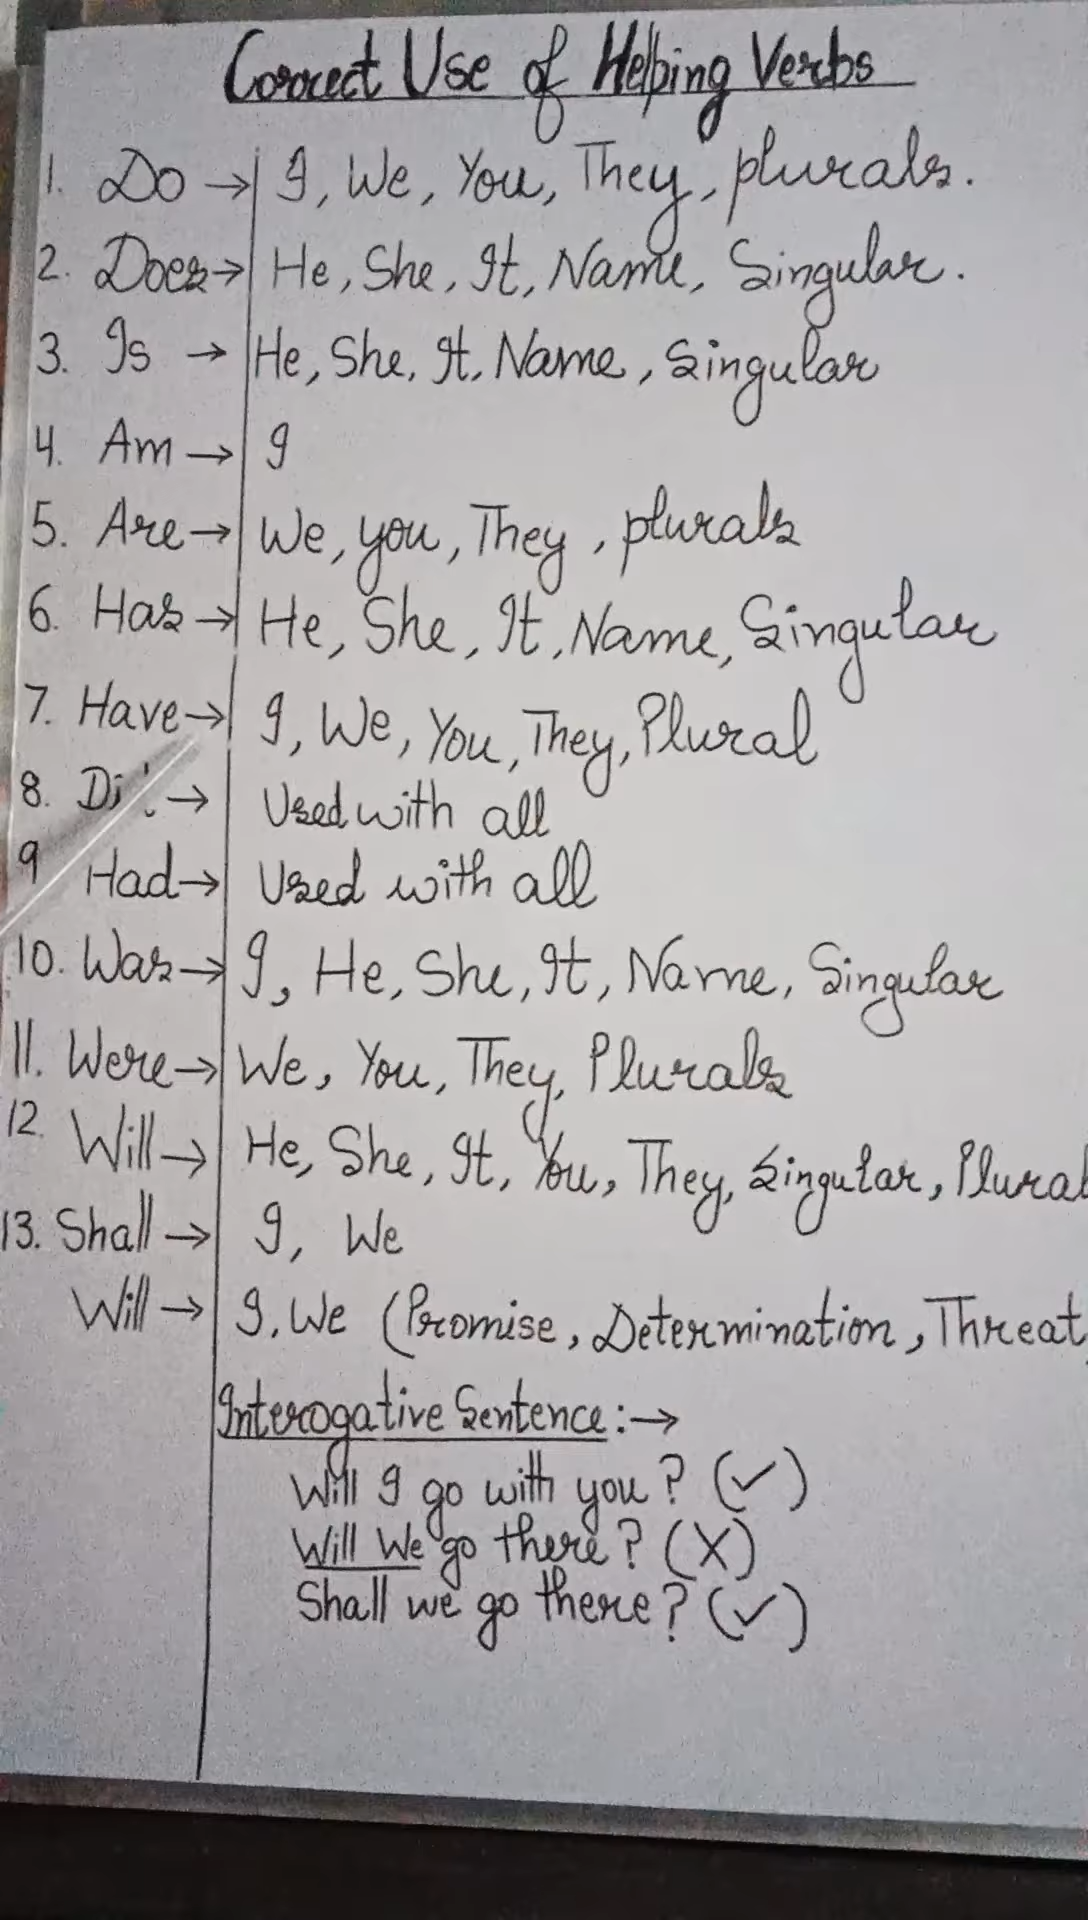 Correct Use of Helping Verbs
1. Do → I, We, You, They, plurals.
2. Does → He, She, It, Name, Singular.
3. Is → He, She, It, Name, Singular
4. Am → I
5. Are → We, you, They, plurals
6. Has → He, She, It, Name, Singular
7. Have → I, We, You, They, Plural
8. → Used with all
9 Had → Used with all
10. Was → I, He, She, It, Name, Singular
11. Were → We, You, They, Plurals
12. Will → He, She, It, You, They, Singular, Plural
13. Shall → I, We
Will → I, We (Promise, Determination, Threat,
Interogative Sentence:→
Will I go with you? (✓)
Will We go there? (X)
Shall we go there? (✓)